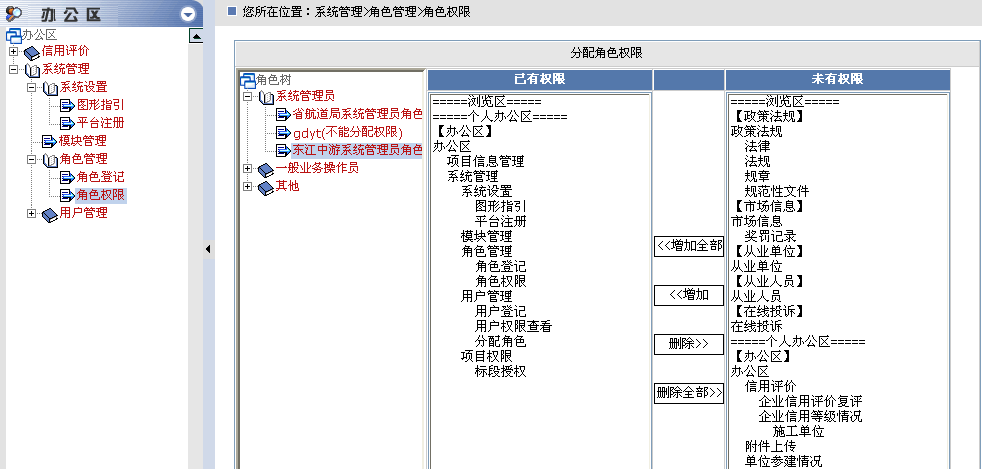 办公区
办公区
信用评价
系统管理
系统设置
图形指引
平台注册
模块管理
角色管理
角色登记
角色权限
用户管理
您所在位置：系统管理>角色管理>角色权限
分配角色权限
角色树
系统管理员
省航道局系统管理员角色
gdyt(不能分配权限)
东江中游系统管理员角色
一般业务操作员
其他
已有权限
=====浏览区=====
=====个人办公区=====
【办公区】
办公区
项目信息管理
系统管理
系统设置
图形指引
平台注册
模块管理
角色管理
角色登记
角色权限
用户管理
用户登记
用户权限查看
分配角色
项目权限
标段授权
<<增加全部
<<增加
删除>>
删除全部>>
未有权限
=====浏览区=====
【政策法规】
政策法规
法律
法规
规章
规范性文件
【市场信息】
市场信息
奖罚记录
【从业单位】
从业单位
【从业人员】
从业人员
【在线投诉】
在线投诉
=====个人办公区=====
【办公区】
办公区
信用评价
企业信用评价复评
企业信用等级情况
施工单位
附件上传
单位参建情况